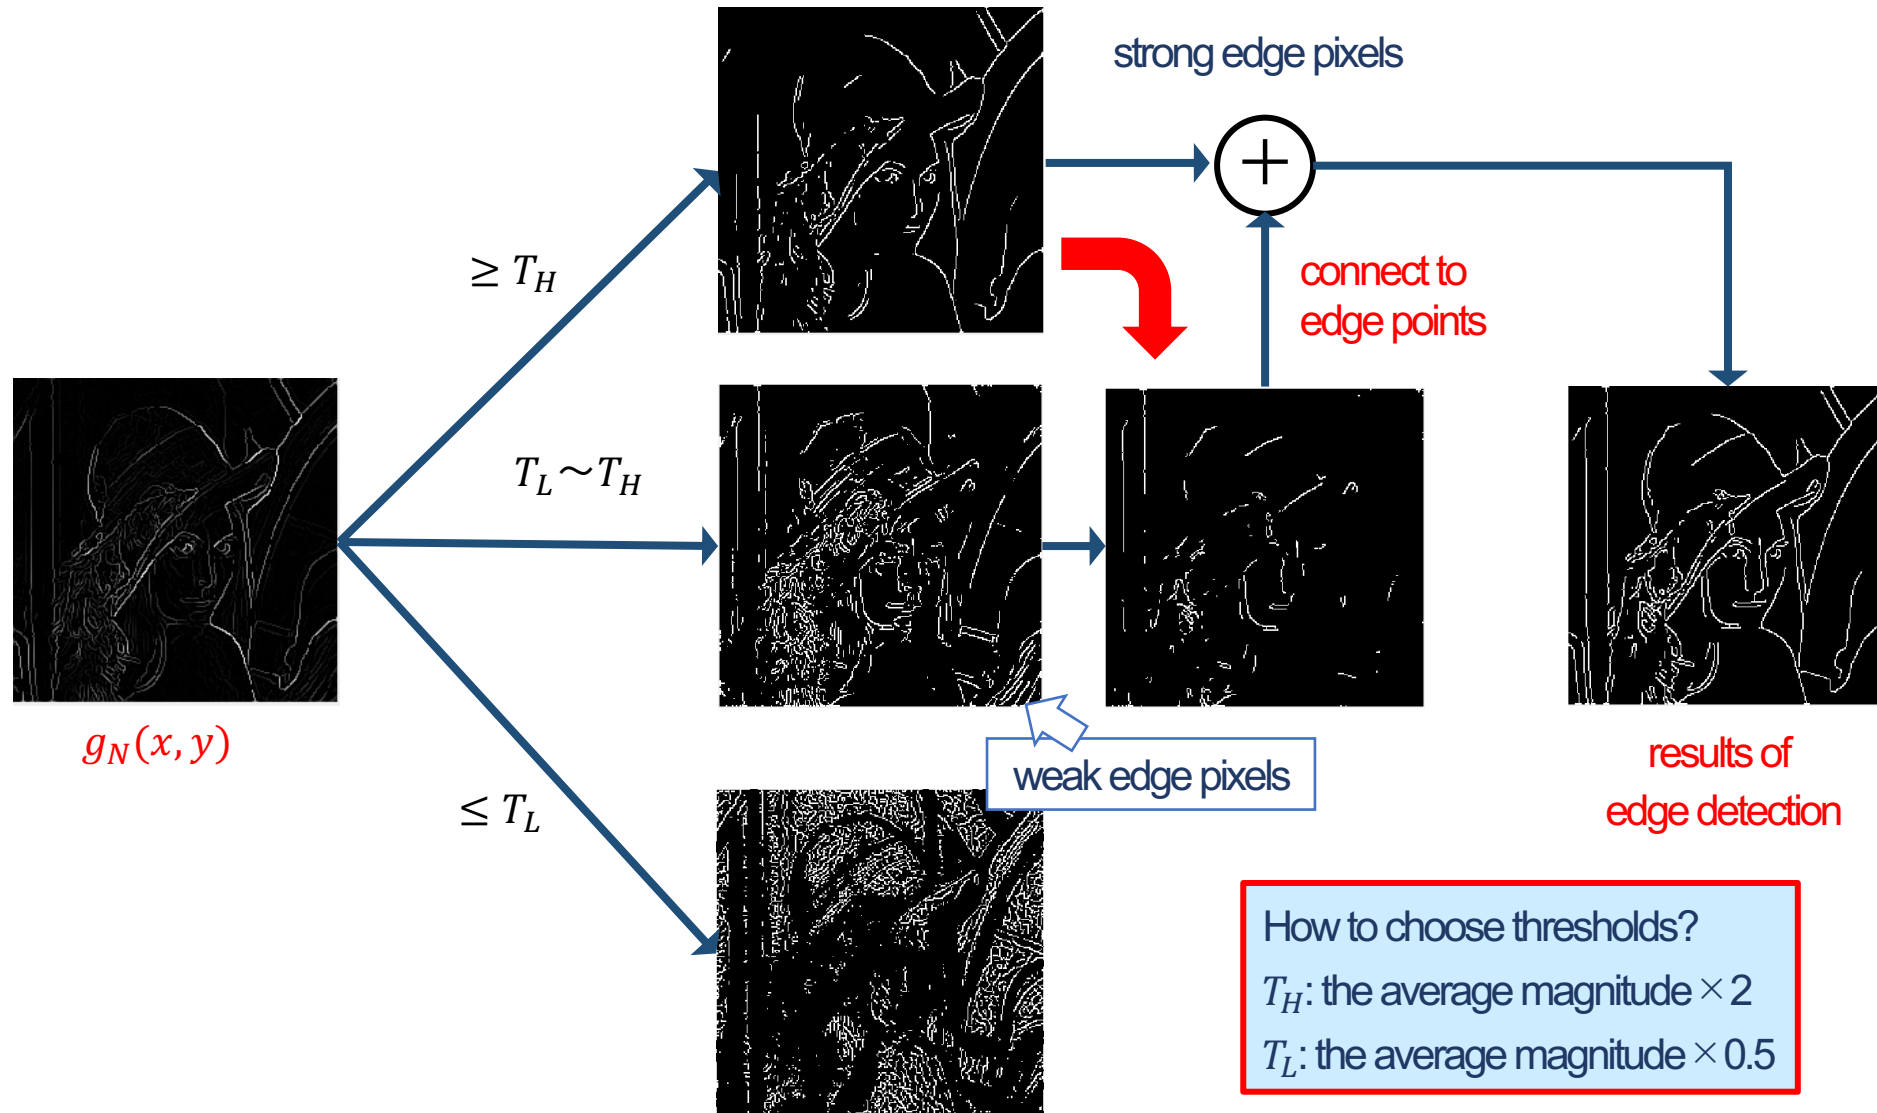 strong edge pixels
≥ T_H
connect to
edge points
T_L～T_H
g_N(x, y)
≤ T_L
weak edge pixels
results of
edge detection
How to choose thresholds?
T_H: the average magnitude × 2
T_L: the average magnitude × 0.5